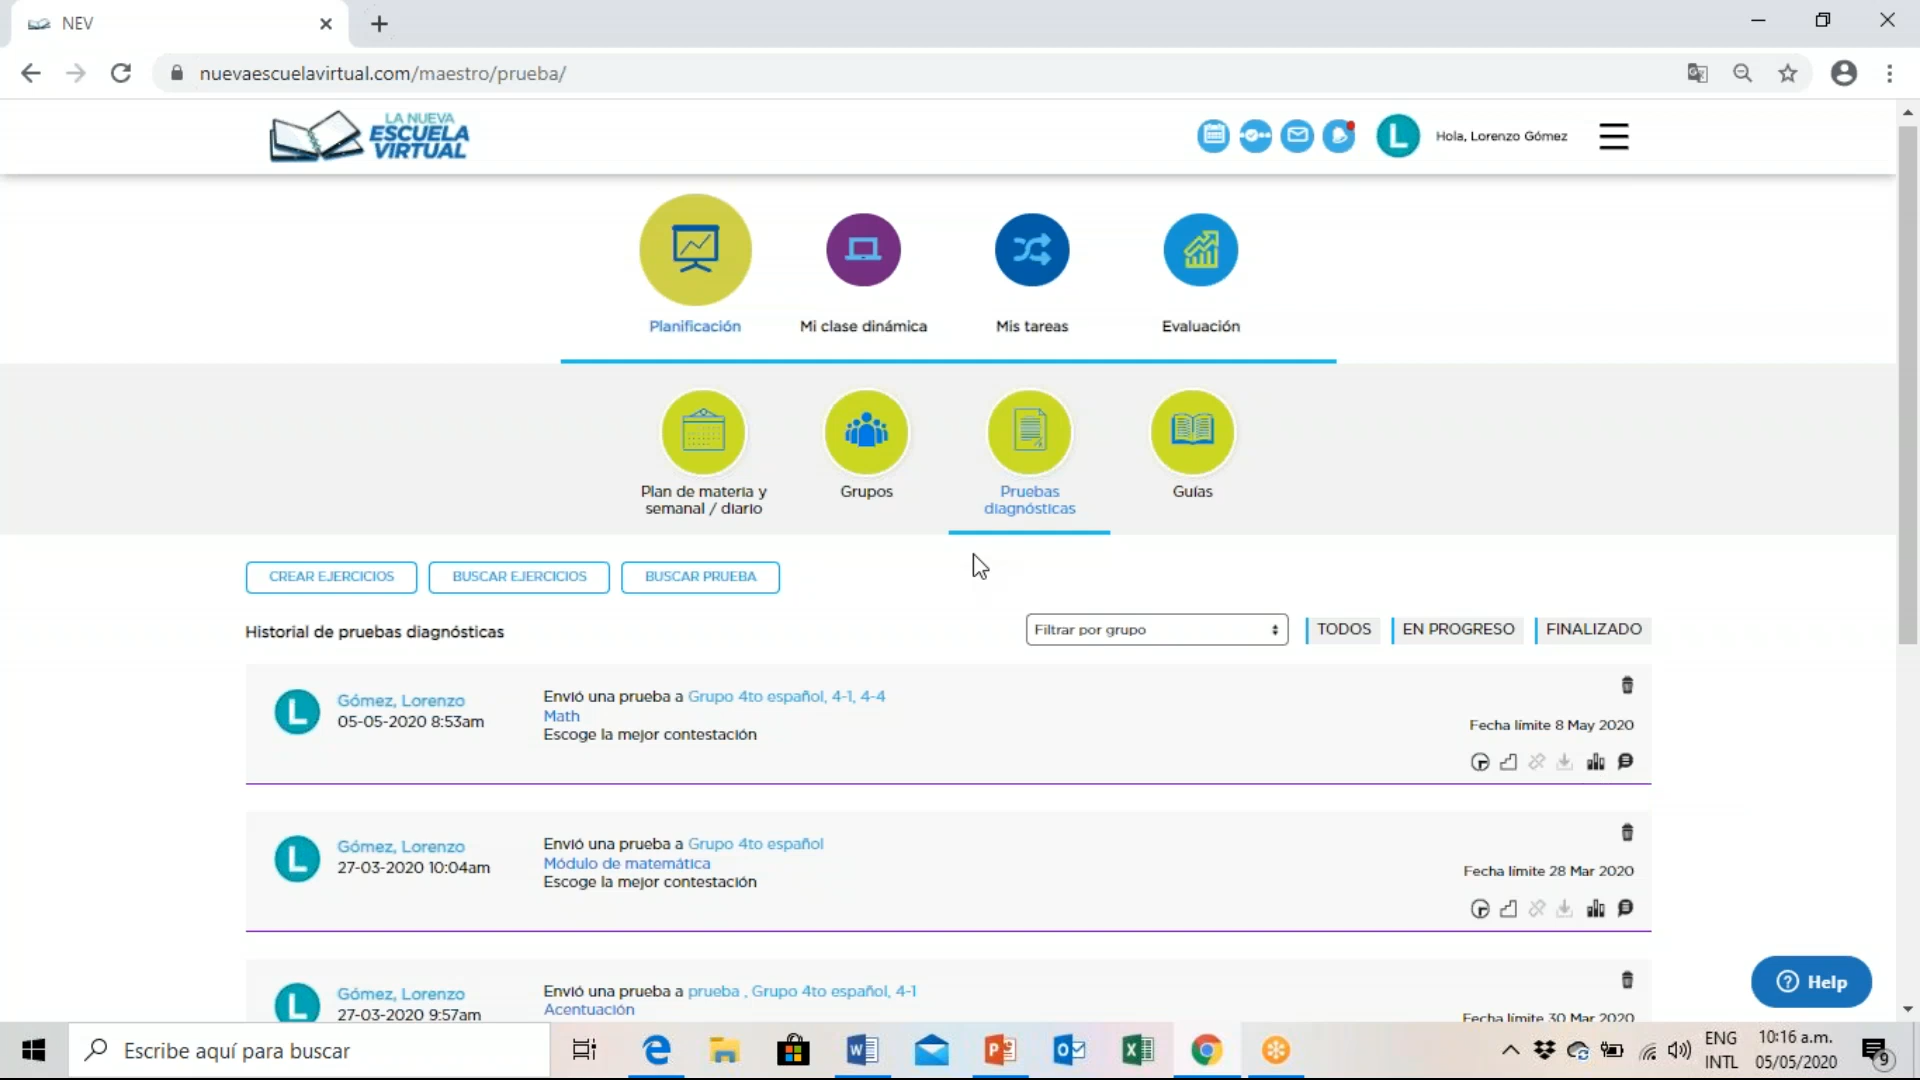 NEV
nuevaescuelavirtual.com/maestro/prueba/
LA NUEVA
ESCUELA
VIRTUAL
L
Hola, Lorenzo Gómez
Planificación
Mi clase dinámica
Mis tareas
Evaluación
Plan de materia y
semanal / diario
Grupos
Pruebas
diagnósticas
Guías
CREAR EJERCICIOS
BUSCAR EJERCICIOS
BUSCAR PRUEBA
Historial de pruebas diagnósticas
Filtrar por grupo
TODOS
EN PROGRESO
FINALIZADO
L
Gómez, Lorenzo
05-05-2020 8:53am
Envió una prueba a Grupo 4to español, 4-1, 4-4
Math
Escoge la mejor contestación
Fecha límite 8 May 2020
L
Gómez, Lorenzo
27-03-2020 10:04am
Envió una prueba a Grupo 4to español
Módulo de matemática
Escoge la mejor contestación
Fecha límite 28 Mar 2020
L
Gómez, Lorenzo
27-03-2020 9:57am
Envió una prueba a prueba , Grupo 4to español, 4-1
Acentuación
Fecha límite 30 Mar 2020
Help
Escribe aquí para buscar
ENG
INTL
10:16 a.m.
05/05/2020
9